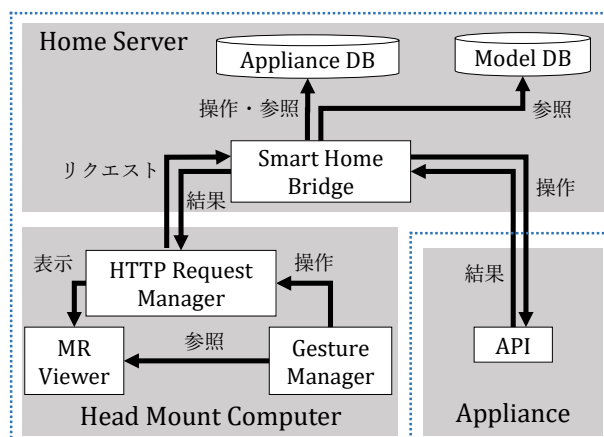 Home Server
Appliance DB
Model DB
操作・参照
参照
リクエスト
Smart Home
Bridge
操作
結果
表示
HTTP Request
Manager
操作
結果
MR
Viewer
参照
Gesture
Manager
API
Head Mount Computer
Appliance